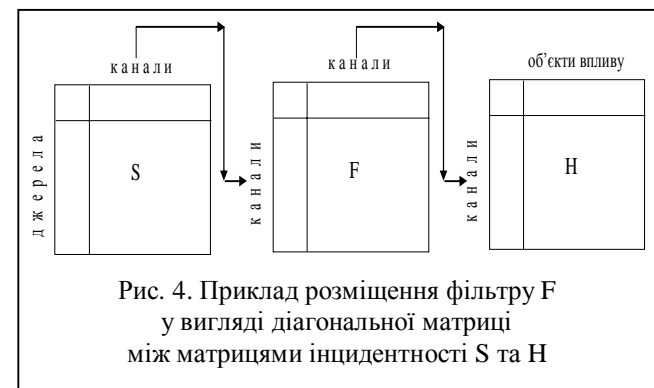 канали
канали
об'єкти впливу
джерела
S
канали
F
канали
H
Рис. 4. Приклад розміщення фільтру F
у вигляді діагональної матриці
між матрицями інцидентності S та H